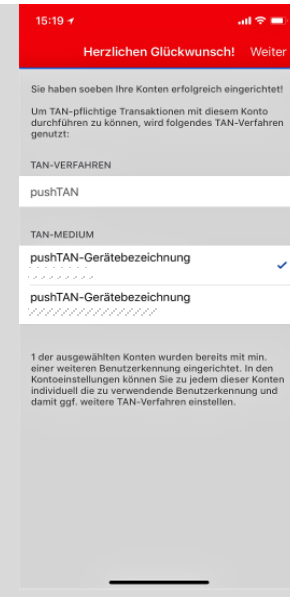 15:19
Herzlichen Glückwunsch! Weiter
Sie haben soeben Ihre Konten erfolgreich eingerichtet!
Um TAN-pflichtige Transaktionen mit diesem Konto
durchführen zu können, wird folgendes TAN-Verfahren
genutzt:
TAN-VERFAHREN
pushTAN
TAN-MEDIUM
pushTAN-Gerätebezeichnung
pushTAN-Gerätebezeichnung
1 der ausgewählten Konten wurden bereits mit min.
einer weiteren Benutzerkennung eingerichtet. In den
Kontoeinstellungen können Sie zu jedem dieser Konten
individuell die zu verwendende Benutzerkennung und
damit ggf. weitere TAN-Verfahren einstellen.